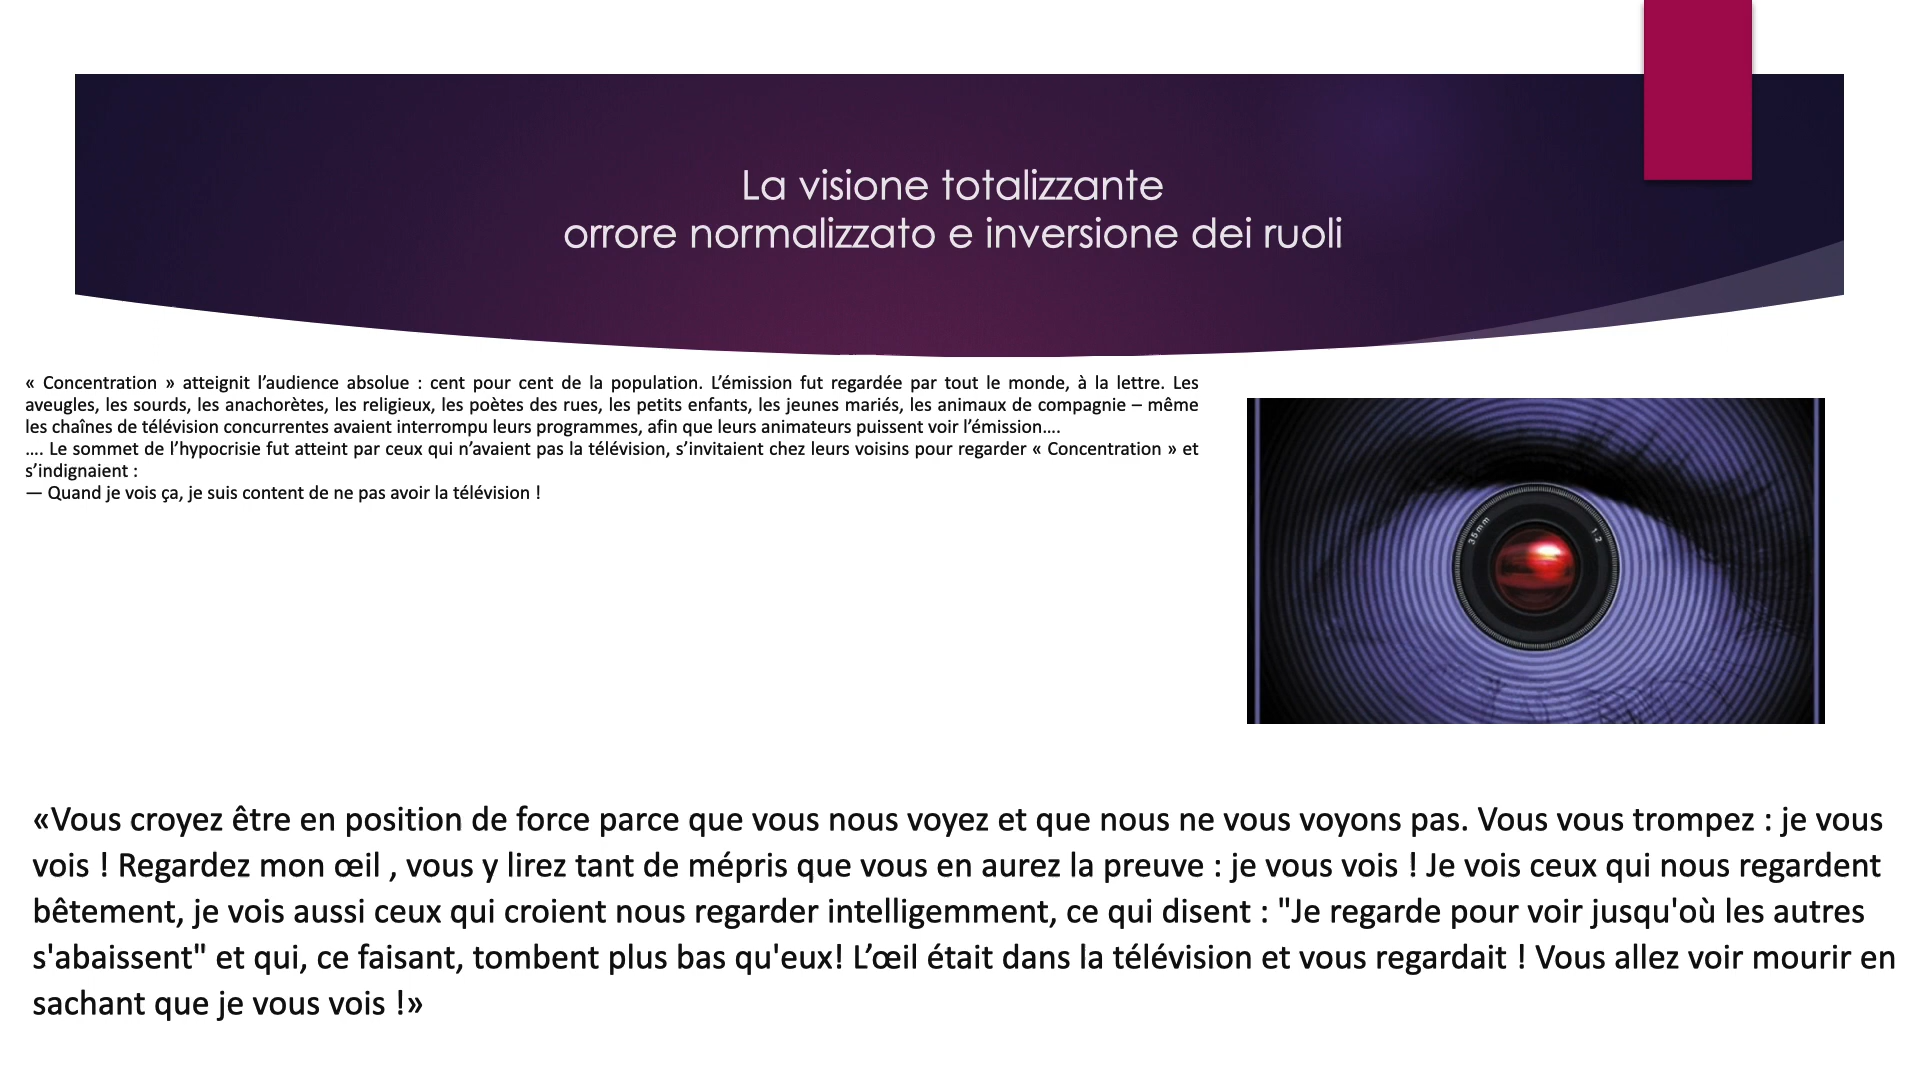 La visione totalizzante
orrore normalizzato e inversione dei ruoli
« Concentration » atteignit l’audience absolue : cent pour cent de la population. L’émission fut regardée par tout le monde, à la lettre. Les
aveugles, les sourds, les anachorètes, les religieux, les poètes des rues, les petits enfants, les jeunes mariés, les animaux de compagnie – même
les chaînes de télévision concurrentes avaient interrompu leurs programmes, afin que leurs animateurs puissent voir l’émission….
…. Le sommet de l’hypocrisie fut atteint par ceux qui n’avaient pas la télévision, s’invitaient chez leurs voisins pour regarder « Concentration » et
s’indignaient :
— Quand je vois ça, je suis content de ne pas avoir la télévision !
35mm
1:2
«Vous croyez être en position de force parce que vous nous voyez et que nous ne vous voyons pas. Vous vous trompez : je vous
vois ! Regardez mon œil , vous y lirez tant de mépris que vous en aurez la preuve : je vous vois ! Je vois ceux qui nous regardent
bêtement, je vois aussi ceux qui croient nous regarder intelligemment, ce qui disent : "Je regarde pour voir jusqu'où les autres
s'abaissent" et qui, ce faisant, tombent plus bas qu'eux! L’œil était dans la télévision et vous regardait ! Vous allez voir mourir en
sachant que je vous vois !»